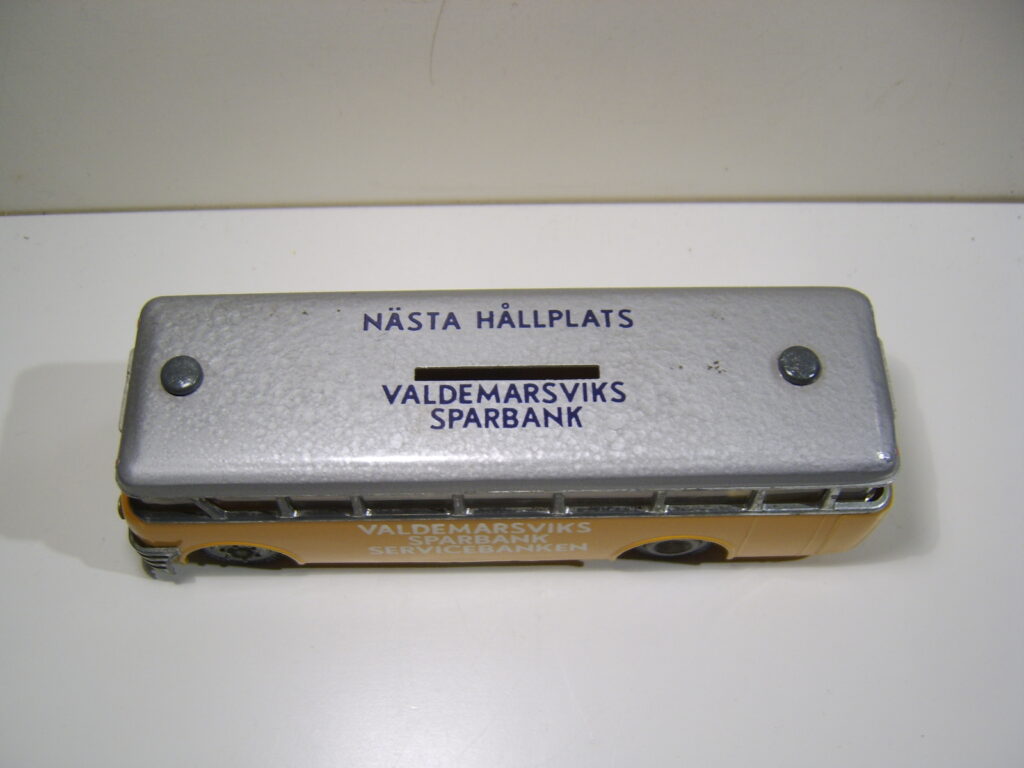 NÄSTA HÅLLPLATS
VALDEMARSVIKS
SPARBANK
VALDEMARSVIKS
SPARBANK
SERVICEBANKEN